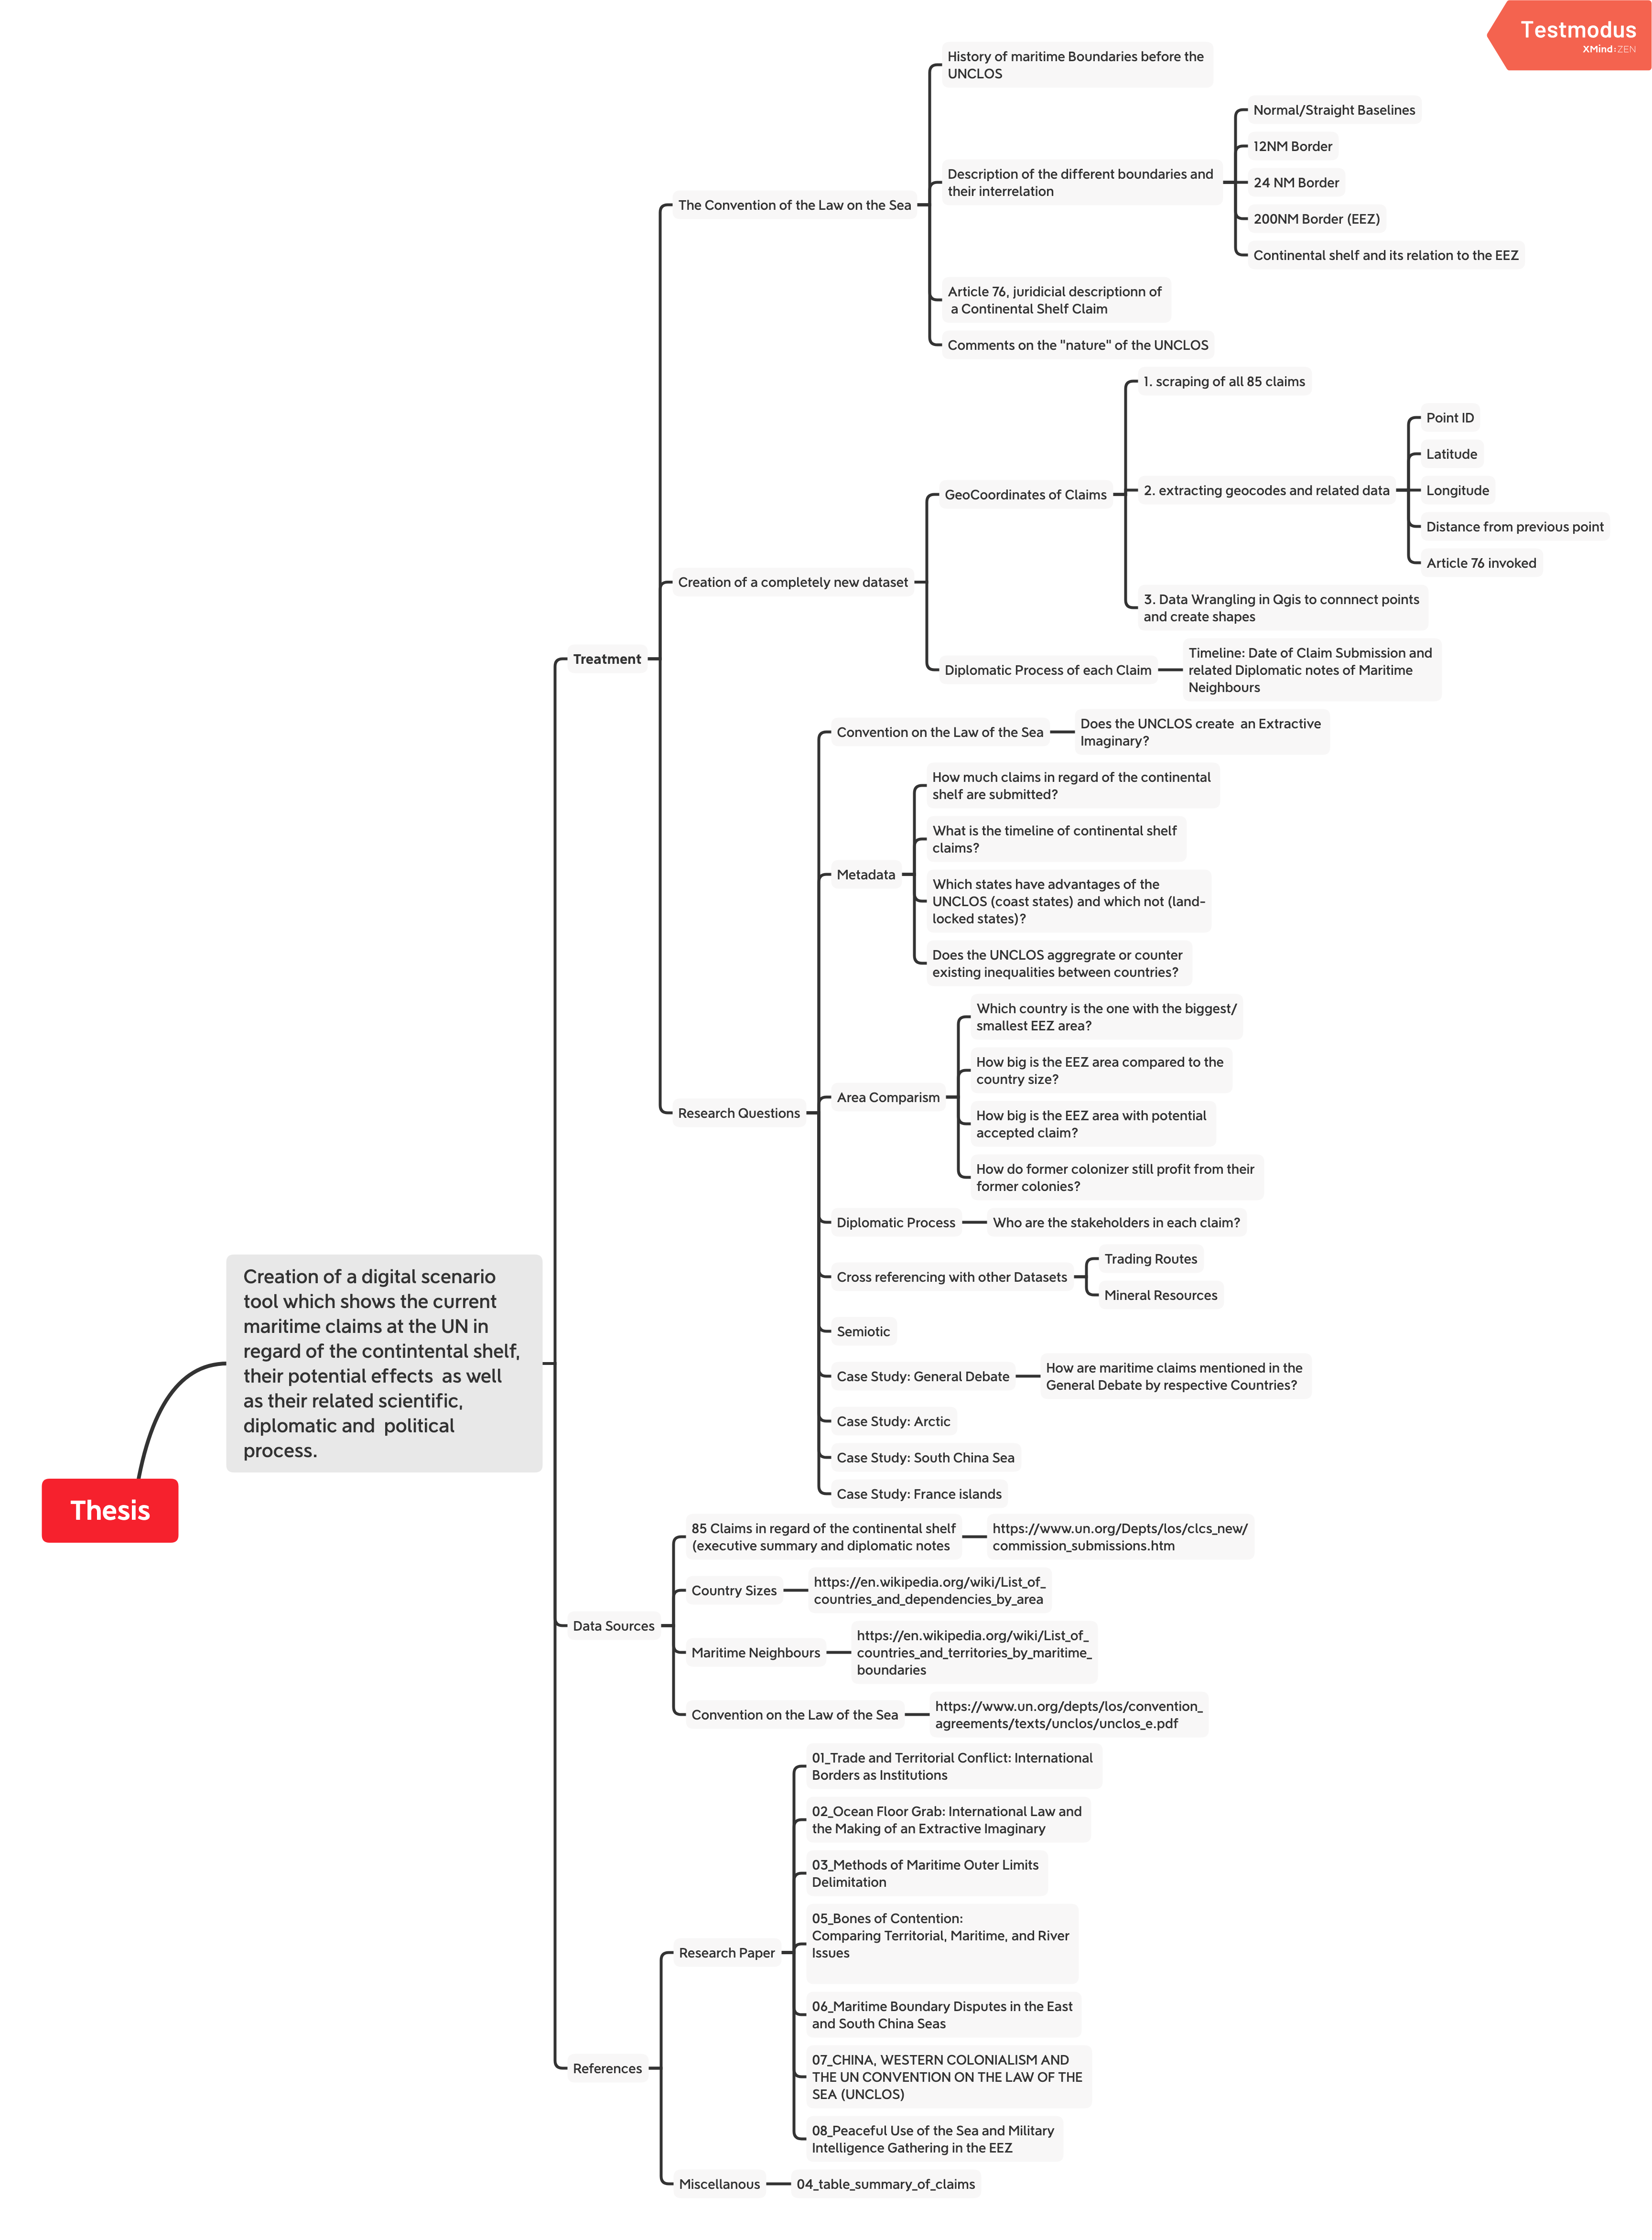 Testmodus
XMind:ZEN
History of maritime Boundaries before the
UNCLOS
Normal/Straight Baselines
12NM Border
Description of the different boundaries and
their interrelation
24 NM Border
200NM Border (EEZ)
Continental shelf and its relation to the EEZ
The Convention of the Law on the Sea
Article 76, juridicial descriptionn of
a Continental Shelf Claim
Comments on the "nature" of the UNCLOS
1. scraping of all 85 claims
Point ID
Latitude
GeoCoordinates of Claims
2. extracting geocodes and related data
Longitude
Distance from previous point
Article 76 invoked
Creation of a completely new dataset
3. Data Wrangling in Qgis to connnect points
and create shapes
Treatment
Diplomatic Process of each Claim
Timeline: Date of Claim Submission and
related Diplomatic notes of Maritime
Neighbours
Convention on the Law of the Sea
Does the UNCLOS create  an Extractive
Imaginary?
How much claims in regard of the continental
shelf are submitted?
What is the timeline of continental shelf
claims?
Metadata
Which states have advantages of the
UNCLOS (coast states) and which not (land-
locked states)?
Does the UNCLOS aggregrate or counter
existing inequalities between countries?
Which country is the one with the biggest/
smallest EEZ area?
How big is the EEZ area compared to the
country size?
Area Comparism
Research Questions
How big is the EEZ area with potential
accepted claim?
How do former colonizer still profit from their
former colonies?
Diplomatic Process
Who are the stakeholders in each claim?
Cross referencing with other Datasets
Trading Routes
Mineral Resources
Semiotic
Case Study: General Debate
How are maritime claims mentioned in the
General Debate by respective Countries?
Case Study: Arctic
Case Study: South China Sea
Case Study: France islands
Creation of a digital scenario
tool which shows the current
maritime claims at the UN in
regard of the contintental shelf,
their potential effects  as well
as their related scientific,
diplomatic and  political
process.
Thesis
85 Claims in regard of the continental shelf
(executive summary and diplomatic notes
https://www.un.org/Depts/los/clcs_new/
commission_submissions.htm
Country Sizes
https://en.wikipedia.org/wiki/List_of_
countries_and_dependencies_by_area
Data Sources
Maritime Neighbours
https://en.wikipedia.org/wiki/List_of_
countries_and_territories_by_maritime_
boundaries
Convention on the Law of the Sea
https://www.un.org/depts/los/convention_
agreements/texts/unclos/unclos_e.pdf
01_Trade and Territorial Conflict: International
Borders as Institutions
02_Ocean Floor Grab: International Law and
the Making of an Extractive Imaginary
03_Methods of Maritime Outer Limits
Delimitation
Research Paper
05_Bones of Contention:
Comparing Territorial, Maritime, and River
Issues
06_Maritime Boundary Disputes in the East
and South China Seas
References
07_CHINA, WESTERN COLONIALISM AND
THE UN CONVENTION ON THE LAW OF THE
SEA (UNCLOS)
08_Peaceful Use of the Sea and Military
Intelligence Gathering in the EEZ
Miscellanous
04_table_summary_of_claims